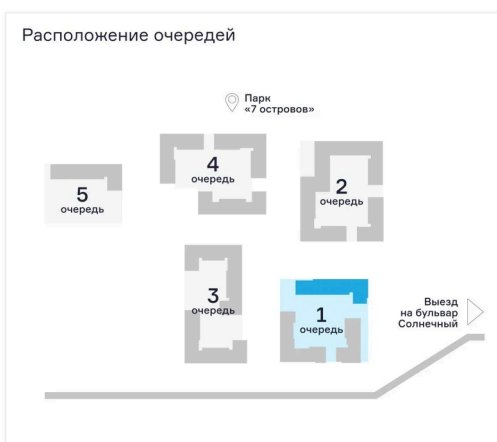 Расположение очередей
Парк
«7 островов»
4
очередь
5
очередь
2
очередь
3
очередь
1
очередь
Выезд
на бульвар
Солнечный